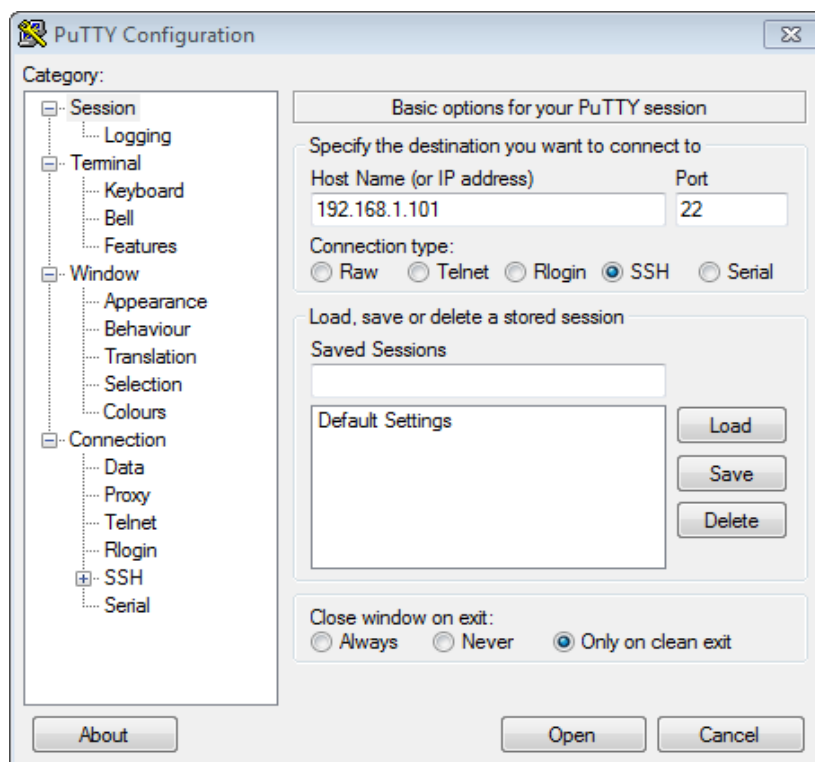 PuTTY Configuration
Category:
Session
Logging
Terminal
Keyboard
Bell
Features
Window
Appearance
Behaviour
Translation
Selection
Colours
Connection
Data
Proxy
Telnet
Rlogin
SSH
Serial
Basic options for your PuTTY session
Specify the destination you want to connect to
Host Name (or IP address) Port
192.168.1.101 22
Connection type:
Raw Telnet Rlogin SSH Serial
Load, save or delete a stored session
Saved Sessions
Default Settings
Load
Save
Delete
Close window on exit:
Always Never Only on clean exit
About Open Cancel